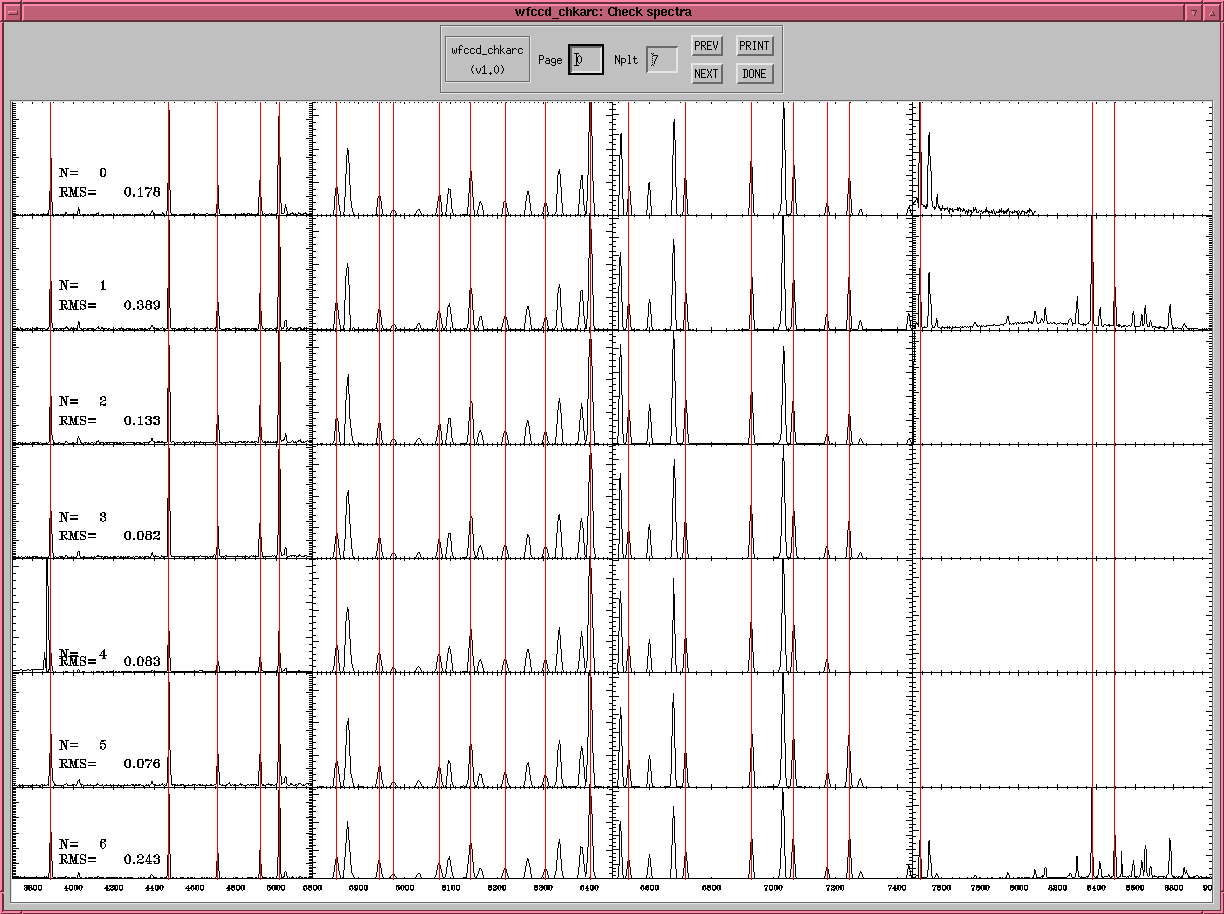 wfccd_chkarc: Check spectra
wfccd_chkarc
(v1.0)
Page 0
Nplt 7
PREV PRINT
NEXT DONE
N= 0
RMS= 0.178
N= 1
RMS= 0.389
N= 2
RMS= 0.133
N= 3
RMS= 0.082
N= 4
RMS= 0.083
N= 5
RMS= 0.076
N= 6
RMS= 0.243
3800 4000 4200 4400 4600 4800 5000 5900 6000 6100 6200 6300 6400 6600 6800 7000 7200 7400 7600 7800 8000 8200 8400 8600 8800